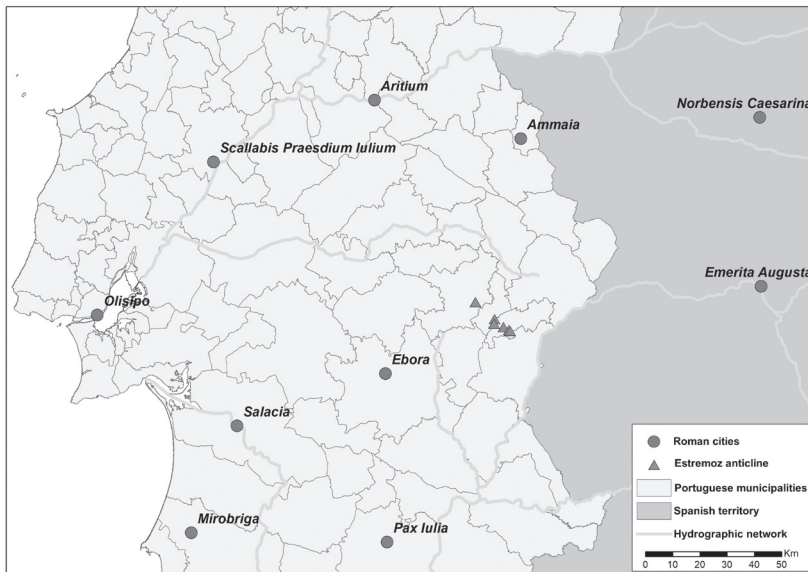 Aritium
Norbensis Caesarina
Ammaia
Scallabis Praesdium Iulium
Emerita Augusta
Olisipo
Ebora
Salacia
Mirobriga
Pax Iulia
Roman cities
Estremoz anticline
Portuguese municipalities
Spanish territory
Hydrographic network
Km
0 10 20 30 40 50